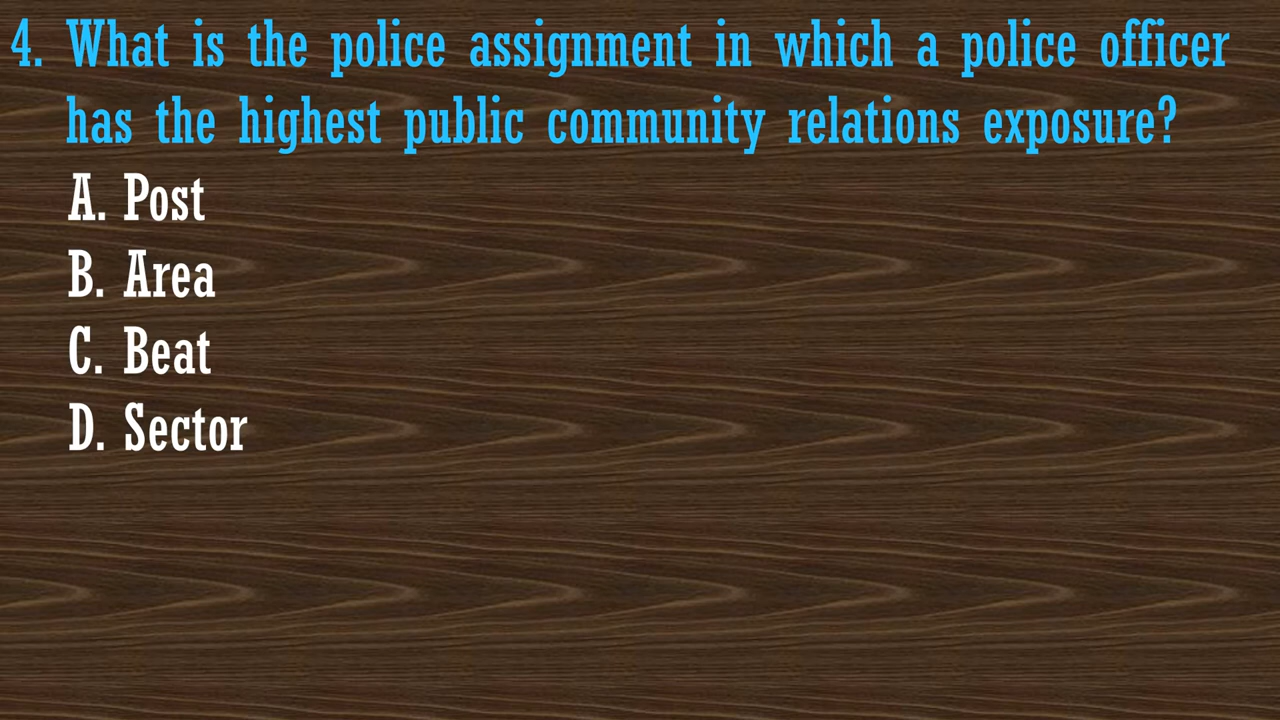 4. What is the police assignment in which a police officer
has the highest public community relations exposure?
A. Post
B. Area
C. Beat
D. Sector